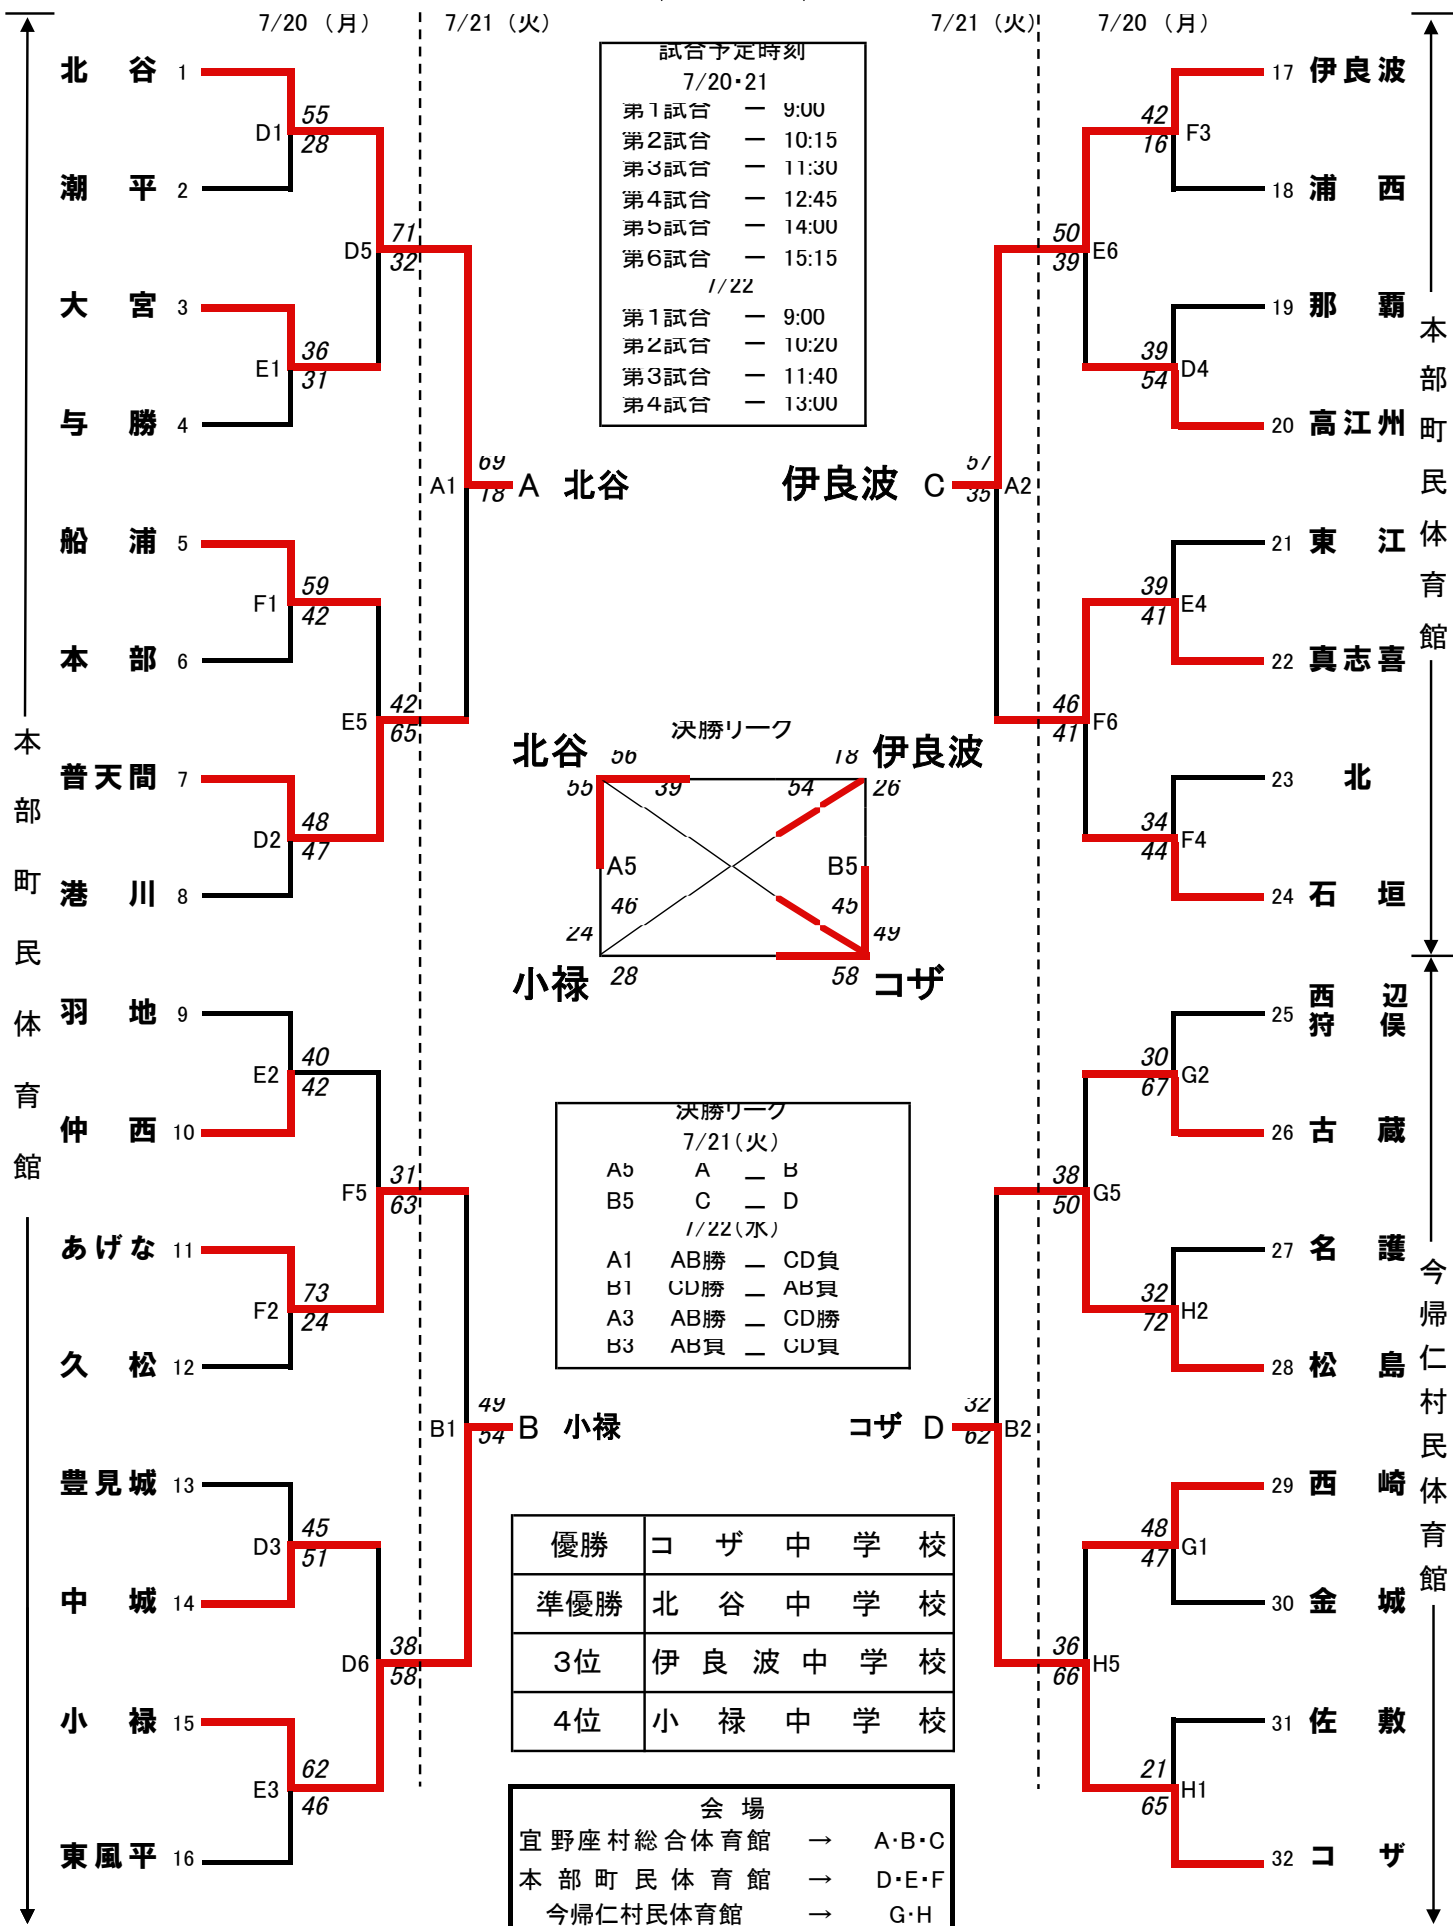 7/20（月）
7/21（火）
7/21（火）
7/20（月）
試合予定時刻
7/20・21
第1試合 ー 9:00
第2試合 ー 10:15
第3試合 ー 11:30
第4試合 ー 12:45
第5試合 ー 14:00
第6試合 ー 15:15
7/22
第1試合 ー 9:00
第2試合 ー 10:20
第3試合 ー 11:40
第4試合 ー 13:00
北谷 1
D1 55 28
潮平 2
D5 71 32
大宮 3
E1 36 31
与勝 4
A1 69 18 A 北谷
船浦 5
F1 59 42
本部 6
E5 42 65
普天間 7
D2 48 47
港川 8
羽地 9
E2 40 42
仲西 10
F5 31 63
あげな 11
F2 73 24
久松 12
B1 49 54 B 小禄
豊見城 13
D3 45 51
中城 14
D6 38 58
小禄 15
E3 62 46
東風平 16
本部町民体育館
17 伊良波
42 16 F3
18 浦西
50 39 E6
19 那覇
39 54 D4
20 高江州
伊良波 C 57 35 A2
21 東江
39 41 E4
22 真志喜
46 41 F6
23 北
34 44 F4
24 石垣
25 西辺 狩俣
30 67 G2
26 古蔵
38 50 G5
27 名護
32 72 H2
28 松島
コザ D 32 62 B2
29 西崎
48 47 G1
30 金城
36 66 H5
31 佐敷
21 65 H1
32 コザ
本部町民体育館
今帰仁村民体育館
決勝リーグ
北谷 56 18 伊良波
55 39 54 26
A5 B5
46 45
24 49
小禄 28 58 コザ
決勝リーグ
7/21(火)
A5 A ー B
B5 C ー D
7/22(水)
A1 AB勝 ー CD負
B1 CD勝 ー AB負
A3 AB勝 ー CD勝
B3 AB負 ー CD負
優勝 コザ中学校
準優勝 北谷中学校
3位 伊良波中学校
4位 小禄中学校
会場
宜野座村総合体育館 → A・B・C
本部町民体育館 → D・E・F
今帰仁村民体育館 → G・H